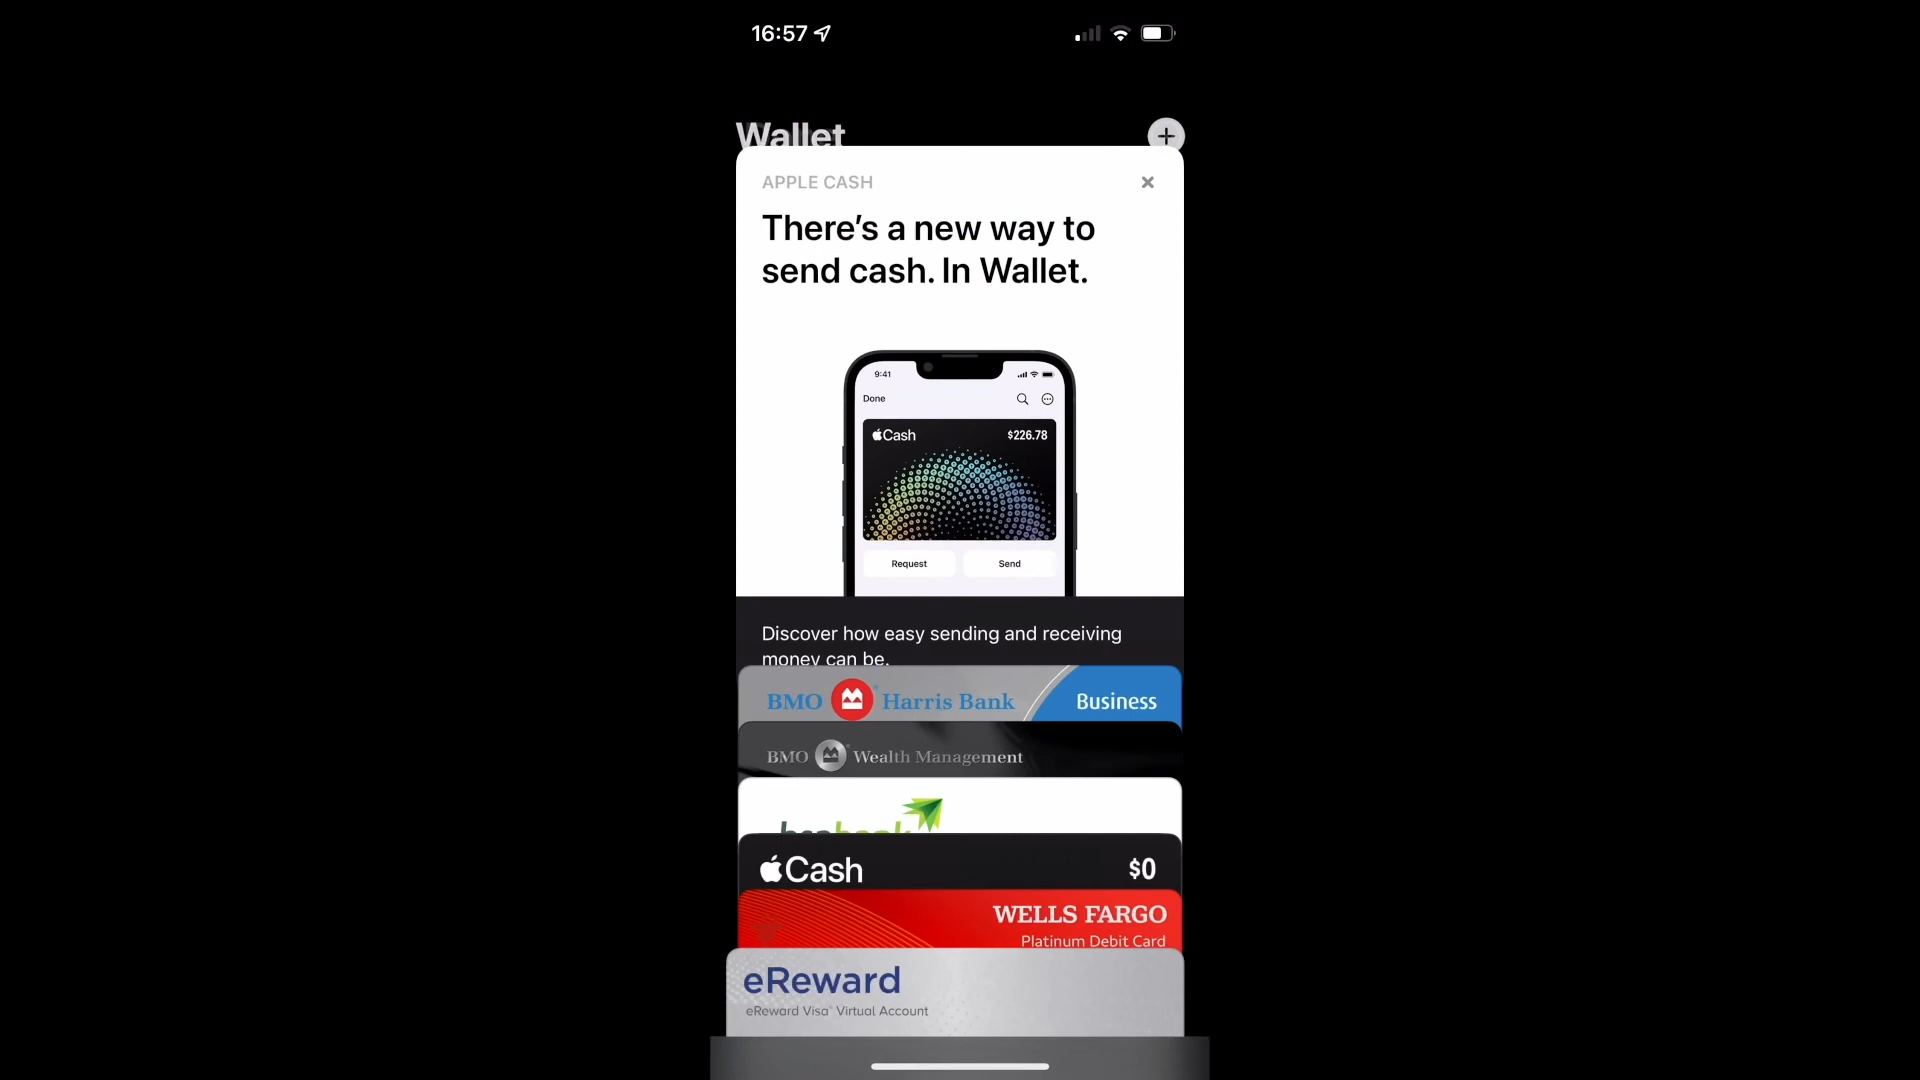 16:57
Wallet
APPLE CASH
There's a new way to
send cash. In Wallet.
9:41
Done
Cash $226.78
Request Send
Discover how easy sending and receiving
money can be.
BMO Harris Bank Business
BMO Wealth Management
Cash $0
WELLS FARGO
Platinum Debit Card
eReward
eReward Visa® Virtual Account